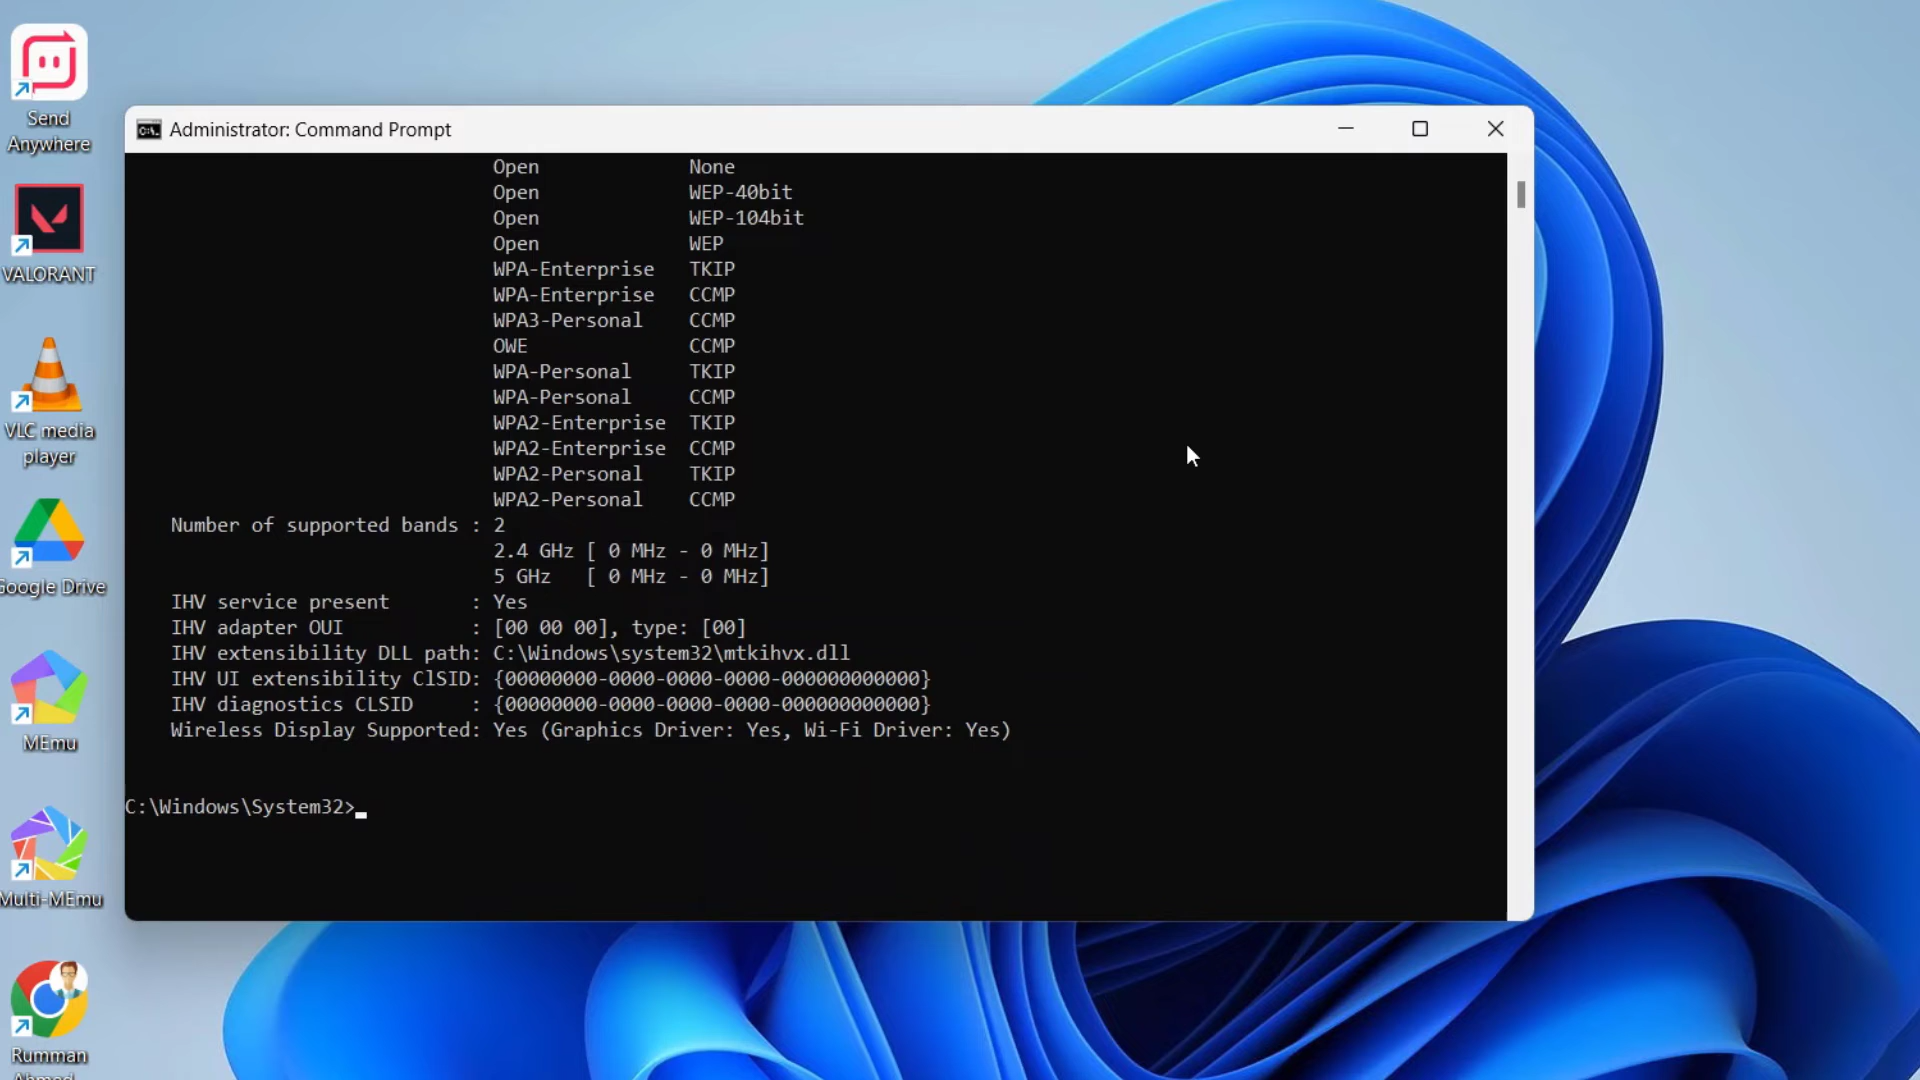 Send
Anywhere
VALORANT
VLC media
player
Google Drive
MEmu
Multi-MEmu
Rumman
Ahmed
Administrator: Command Prompt
Open None
Open WEP-40bit
Open WEP-104bit
Open WEP
WPA-Enterprise TKIP
WPA-Enterprise CCMP
WPA3-Personal CCMP
OWE CCMP
WPA-Personal TKIP
WPA-Personal CCMP
WPA2-Enterprise TKIP
WPA2-Enterprise CCMP
WPA2-Personal TKIP
WPA2-Personal CCMP
Number of supported bands : 2
2.4 GHz [ 0 MHz - 0 MHz]
5 GHz [ 0 MHz - 0 MHz]
IHV service present : Yes
IHV adapter OUI : [00 00 00], type: [00]
IHV extensibility DLL path: C:\Windows\system32\mtkihvx.dll
IHV UI extensibility ClSID: {00000000-0000-0000-0000-000000000000}
IHV diagnostics CLSID : {00000000-0000-0000-0000-000000000000}
Wireless Display Supported: Yes (Graphics Driver: Yes, Wi-Fi Driver: Yes)
C:\Windows\System32>